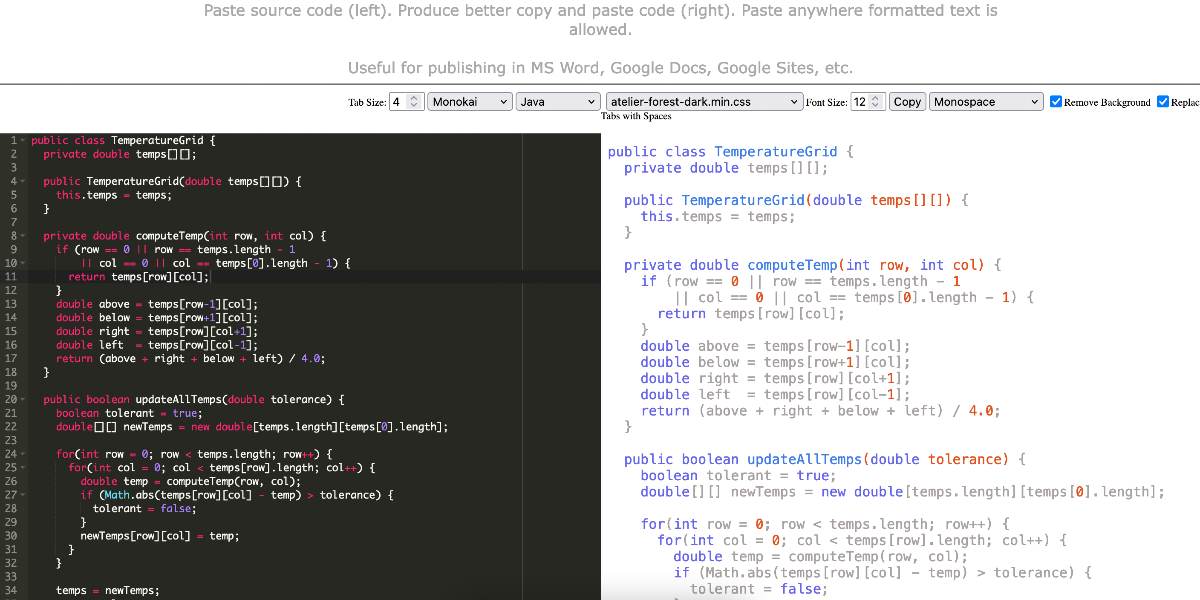 Paste source code (left). Produce better copy and paste code (right). Paste anywhere formatted text is
allowed.
Useful for publishing in MS Word, Google Docs, Google Sites, etc.
Tab Size: 4 Monokai Java atelier-forest-dark.min.css Font Size: 12 Copy Monospace Remove Background Replac
Tabs with Spaces
1 public class TemperatureGrid {
2   private double temps[][];
3
4   public TemperatureGrid(double temps[][]) {
5     this.temps = temps;
6   }
7
8   private double computeTemp(int row, int col) {
9     if (row == 0 || row == temps.length - 1
10         || col == 0 || col == temps[0].length - 1) {
11       return temps[row][col];
12     }
13     double above = temps[row-1][col];
14     double below = temps[row+1][col];
15     double right = temps[row][col+1];
16     double left  = temps[row][col-1];
17     return (above + right + below + left) / 4.0;
18   }
19
20   public boolean updateAllTemps(double tolerance) {
21     boolean tolerant = true;
22     double[][] newTemps = new double[temps.length][temps[0].length];
23
24     for(int row = 0; row < temps.length; row++) {
25       for(int col = 0; col < temps[row].length; col++) {
26         double temp = computeTemp(row, col);
27         if (Math.abs(temps[row][col] - temp) > tolerance) {
28           tolerant = false;
29         }
30         newTemps[row][col] = temp;
31       }
32     }
33
34     temps = newTemps;
public class TemperatureGrid {
  private double temps[][];

  public TemperatureGrid(double temps[][]) {
    this.temps = temps;
  }

  private double computeTemp(int row, int col) {
    if (row == 0 || row == temps.length - 1
        || col == 0 || col == temps[0].length - 1) {
      return temps[row][col];
    }
    double above = temps[row-1][col];
    double below = temps[row+1][col];
    double right = temps[row][col+1];
    double left  = temps[row][col-1];
    return (above + right + below + left) / 4.0;
  }

  public boolean updateAllTemps(double tolerance) {
    boolean tolerant = true;
    double[][] newTemps = new double[temps.length][temps[0].length];

    for(int row = 0; row < temps.length; row++) {
      for(int col = 0; col < temps[row].length; col++) {
        double temp = computeTemp(row, col);
        if (Math.abs(temps[row][col] - temp) > tolerance) {
          tolerant = false;